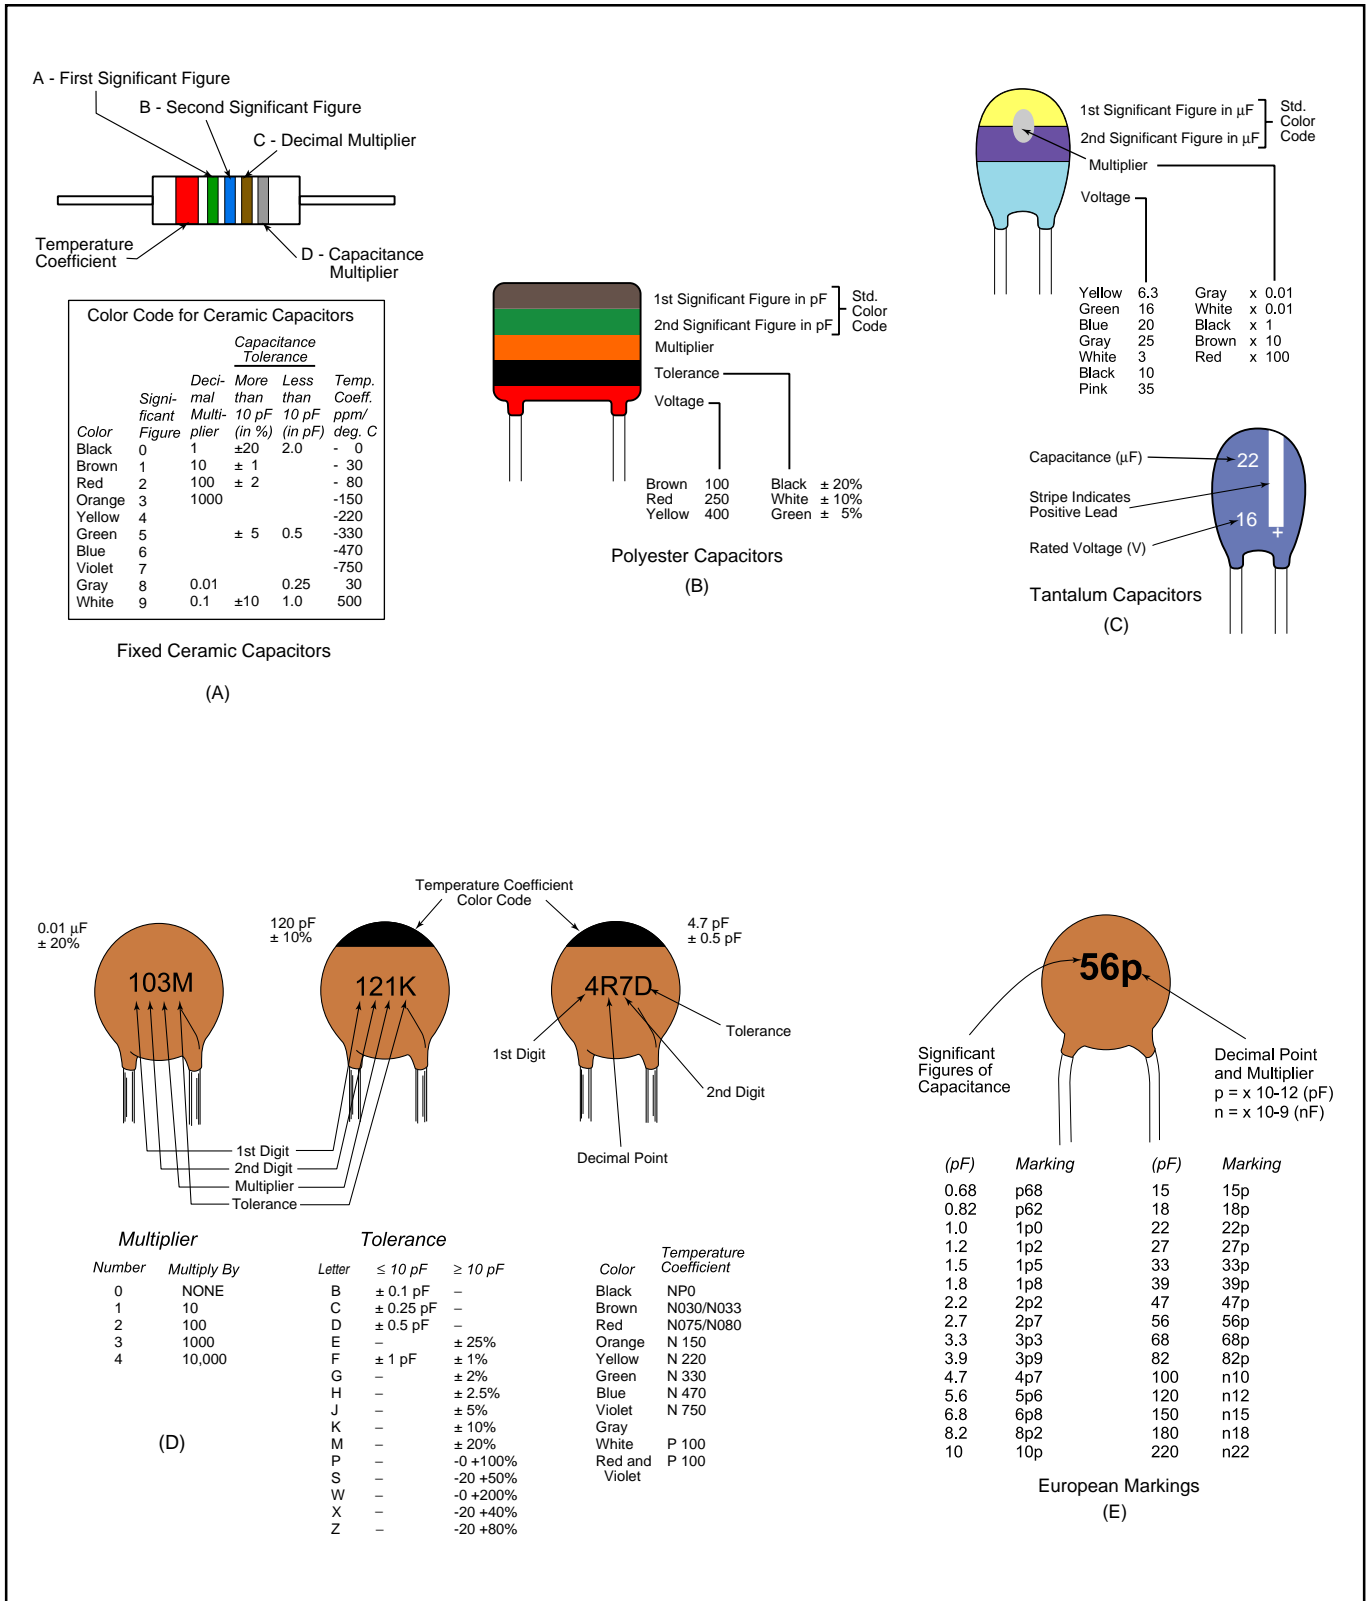 A - First Significant Figure
B - Second Significant Figure
C - Decimal Multiplier
Temperature
Coefficient
D - Capacitance
Multiplier
Color Code for Ceramic Capacitors
Capacitance
Tolerance
Deci- More Less Temp.
Signi- mal than than Coeff.
ficant Multi- 10 pF 10 pF ppm/
Color Figure plier (in %) (in pF) deg. C
Black 0 1 ±20 2.0 - 0
Brown 1 10 ± 1 - 30
Red 2 100 ± 2 - 80
Orange 3 1000 -150
Yellow 4 -220
Green 5 ± 5 0.5 -330
Blue 6 -470
Violet 7 -750
Gray 8 0.01 0.25 30
White 9 0.1 ±10 1.0 500
Fixed Ceramic Capacitors
(A)
1st Significant Figure in pF
2nd Significant Figure in pF
Std.
Color
Code
Multiplier
Tolerance
Voltage
Brown 100 Black ± 20%
Red 250 White ± 10%
Yellow 400 Green ± 5%
Polyester Capacitors
(B)
1st Significant Figure in µF
2nd Significant Figure in µF
Std.
Color
Code
Multiplier
Voltage
Yellow 6.3 Gray x 0.01
Green 16 White x 0.01
Blue 20 Black x 1
Gray 25 Brown x 10
White 3 Red x 100
Black 10
Pink 35
Capacitance (µF)
22
Stripe Indicates
Positive Lead
16
+
Rated Voltage (V)
Tantalum Capacitors
(C)
Temperature Coefficient
Color Code
0.01 µF
± 20%
103M
120 pF
± 10%
121K
4.7 pF
± 0.5 pF
4R7D
Tolerance
1st Digit
2nd Digit
Decimal Point
1st Digit
2nd Digit
Multiplier
Tolerance
Multiplier
Number Multiply By
0 NONE
1 10
2 100
3 1000
4 10,000
(D)
Tolerance
Letter ≤ 10 pF ≥ 10 pF
B ± 0.1 pF –
C ± 0.25 pF –
D ± 0.5 pF –
E – ± 25%
F ± 1 pF ± 1%
G – ± 2%
H – ± 2.5%
J – ± 5%
K – ± 10%
M – ± 20%
P – -0 +100%
S – -20 +50%
W – -0 +200%
X – -20 +40%
Z – -20 +80%
Temperature
Color Coefficient
Black NP0
Brown N030/N033
Red N075/N080
Orange N 150
Yellow N 220
Green N 330
Blue N 470
Violet N 750
Gray
White P 100
Red and P 100
Violet
56p
Significant
Figures of
Capacitance
Decimal Point
and Multiplier
p = x 10-12 (pF)
n = x 10-9 (nF)
(pF) Marking (pF) Marking
0.68 p68 15 15p
0.82 p62 18 18p
1.0 1p0 22 22p
1.2 1p2 27 27p
1.5 1p5 33 33p
1.8 1p8 39 39p
2.2 2p2 47 47p
2.7 2p7 56 56p
3.3 3p3 68 68p
3.9 3p9 82 82p
4.7 4p7 100 n10
5.6 5p6 120 n12
6.8 6p8 150 n15
8.2 8p2 180 n18
10 10p 220 n22
European Markings
(E)